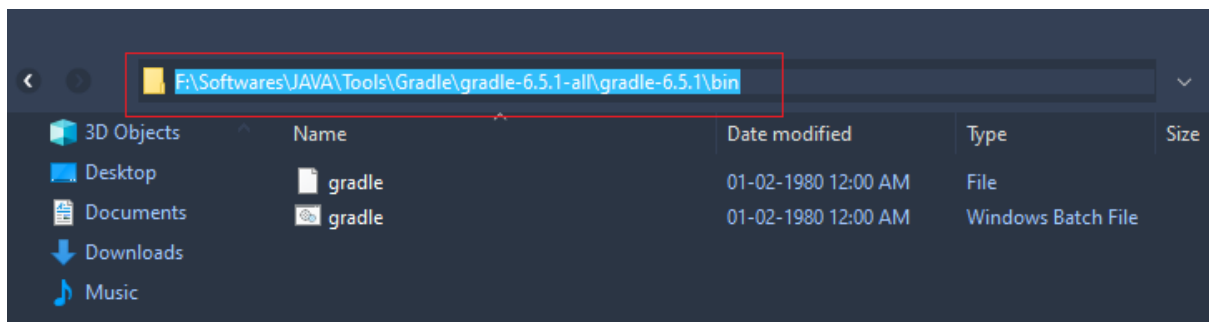 F:\Softwares\JAVA\Tools\Gradle\gradle-6.5.1-all\gradle-6.5.1\bin
3D Objects
Name Date modified Type Size
Desktop
gradle 01-02-1980 12:00 AM File
Documents
gradle 01-02-1980 12:00 AM Windows Batch File
Downloads
Music